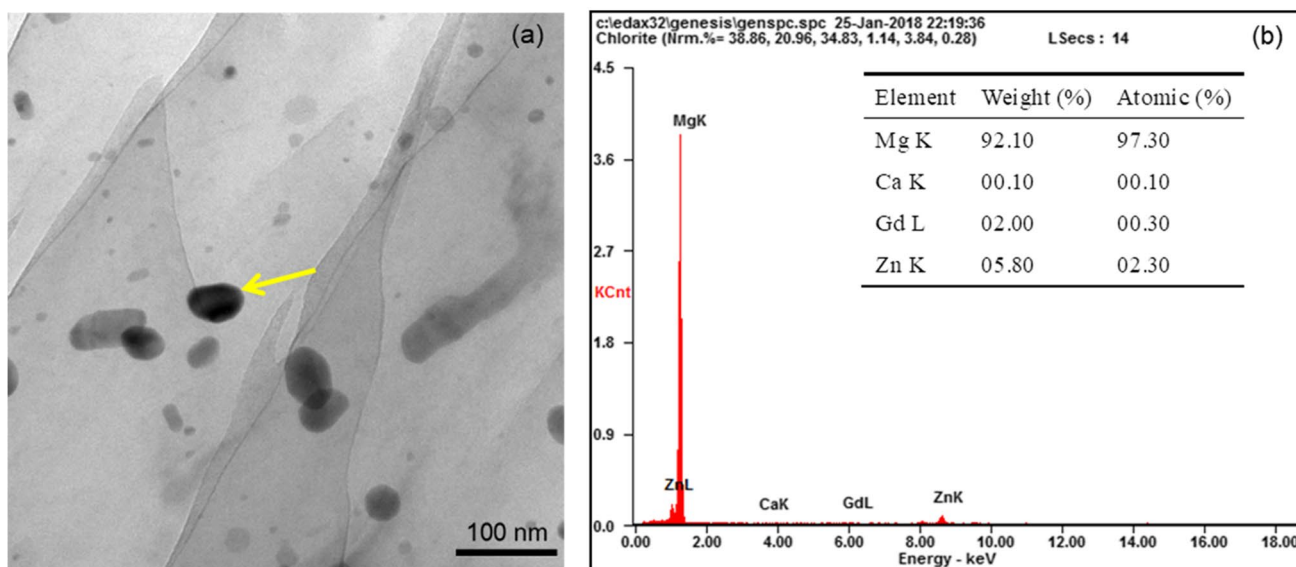 (a)
100 nm
c:\edax32\genesis\genspc.spc 25-Jan-2018 22:19:36
Chlorite (Nrm.%= 38.86, 20.96, 34.83, 1.14, 3.84, 0.28) LSecs : 14
(b)
Element Weight (%) Atomic (%)
Mg K 92.10 97.30
Ca K 00.10 00.10
Gd L 02.00 00.30
Zn K 05.80 02.30
4.5
3.6
2.7
KCnt
1.8
0.9
0.0
MgK
ZnL
CaK
GdL
ZnK
0.00 2.00 4.00 6.00 8.00 10.00 12.00 14.00 16.00 18.0
Energy - keV